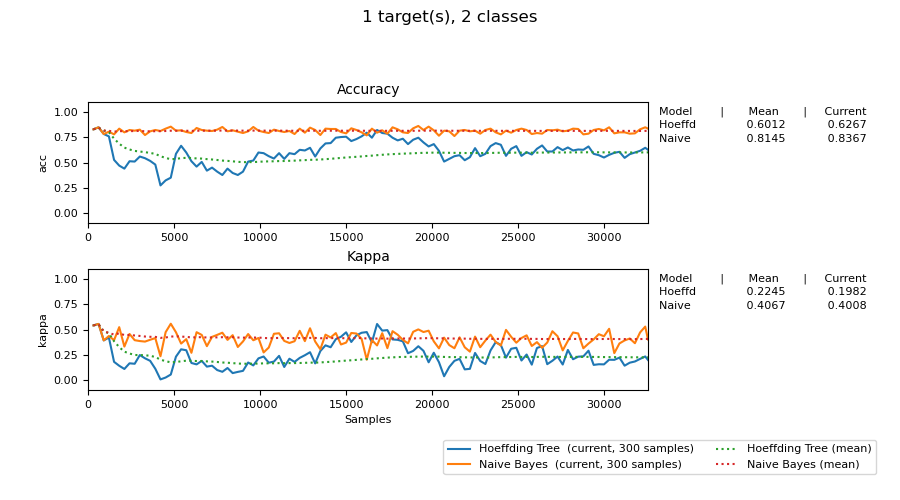 1 target(s), 2 classes
Accuracy
Model | Mean | Current
Hoeffd 0.6012 0.6267
Naive 0.8145 0.8367
acc
1.00
0.75
0.50
0.25
0.00
0 5000 10000 15000 20000 25000 30000
Kappa
Model | Mean | Current
Hoeffd 0.2245 0.1982
Naive 0.4067 0.4008
kappa
1.00
0.75
0.50
0.25
0.00
0 5000 10000 15000 20000 25000 30000
Samples
Hoeffding Tree (current, 300 samples) Hoeffding Tree (mean)
Naive Bayes (current, 300 samples) Naive Bayes (mean)